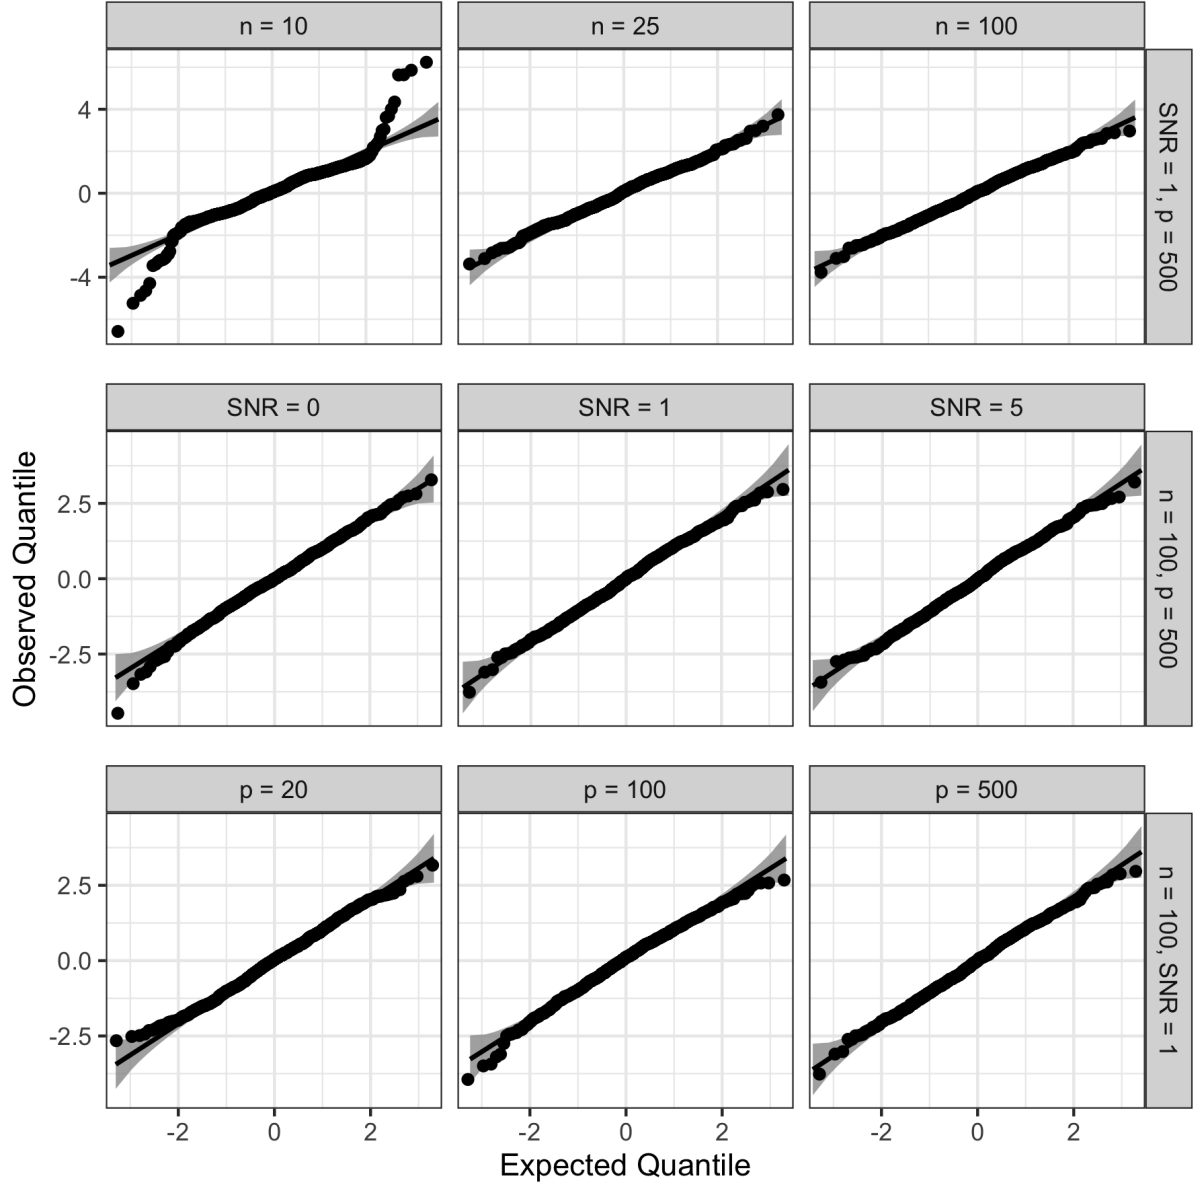 n = 10
n = 25
n = 100
4
0
-4
SNR = 1, p = 500
SNR = 0
SNR = 1
SNR = 5
2.5
0.0
-2.5
n = 100, p = 500
Observed Quantile
p = 20
p = 100
p = 500
2.5
0.0
-2.5
n = 100, SNR = 1
-2 0 2 -2 0 2 -2 0 2
Expected Quantile